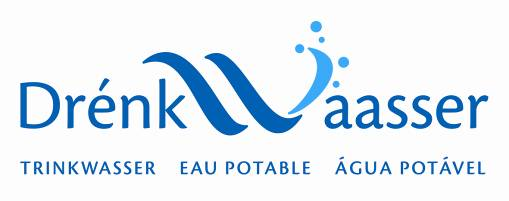 DrénkWaasser
TRINKWASSER EAU POTABLE ÁGUA POTÁVEL